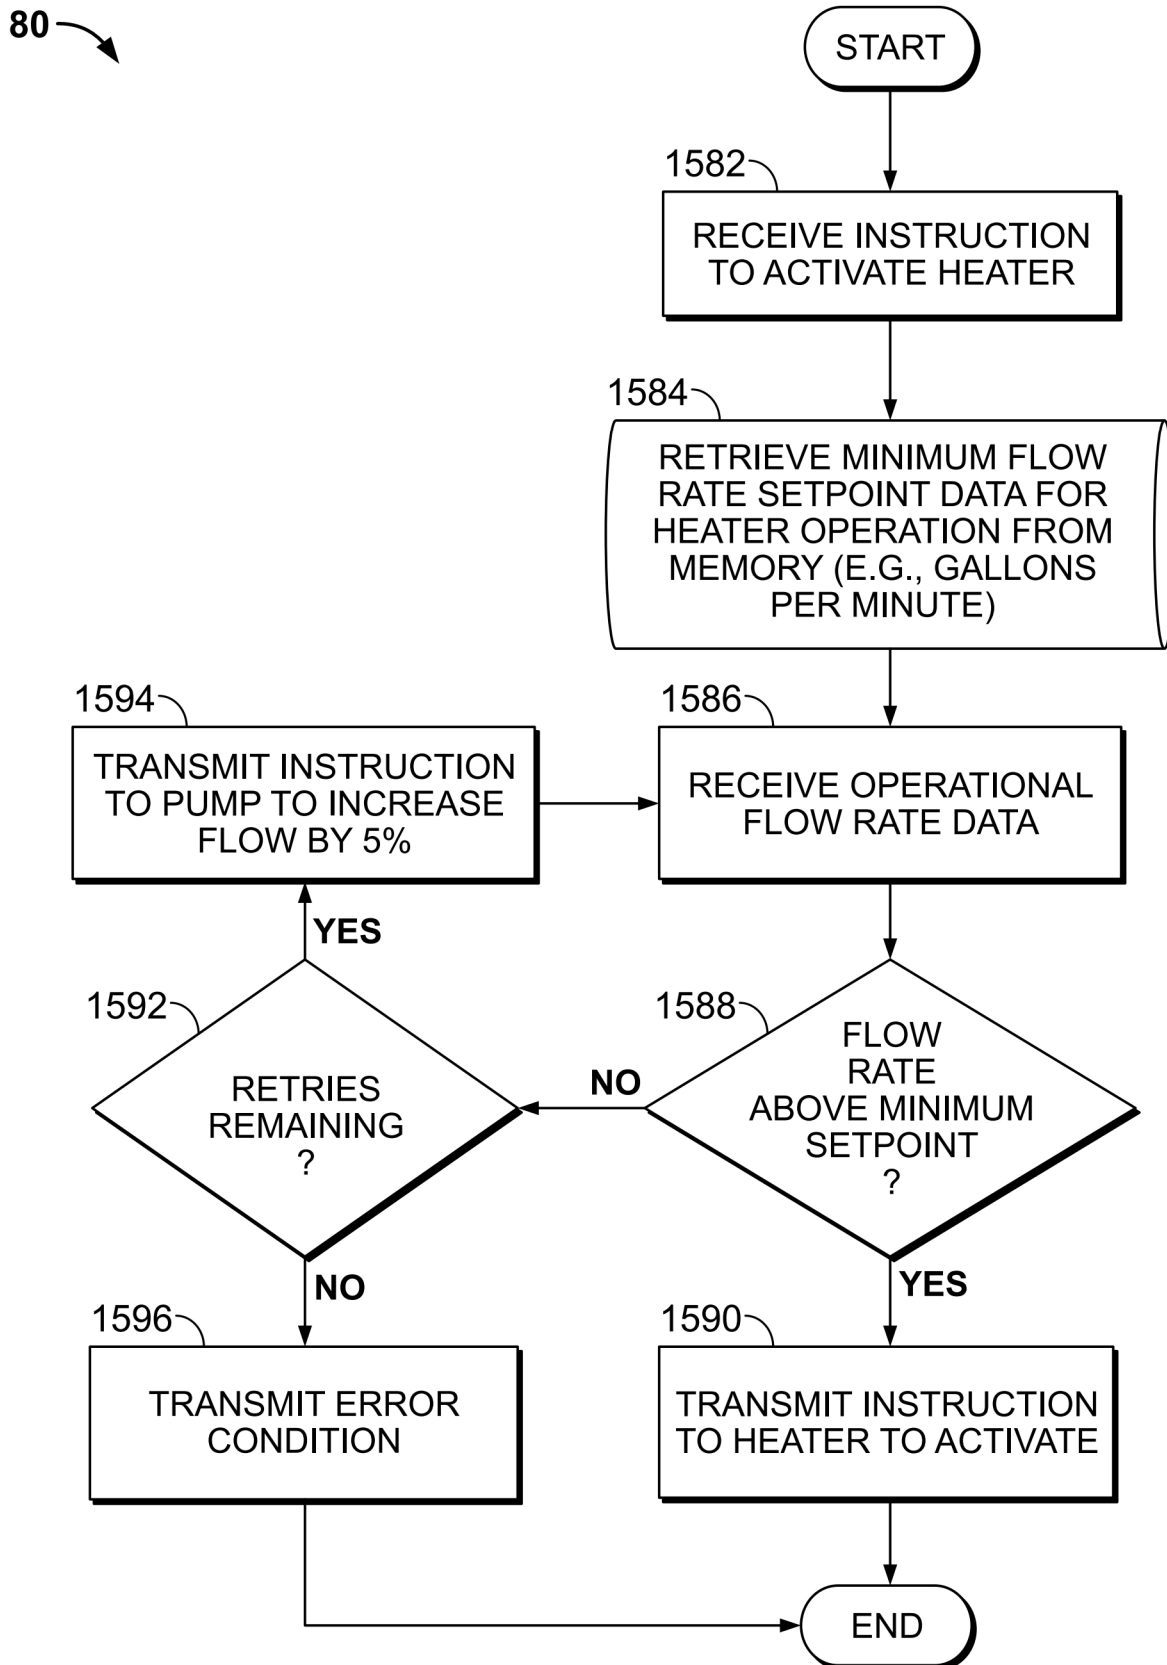 80
START
1582
RECEIVE INSTRUCTION
TO ACTIVATE HEATER
1584
RETRIEVE MINIMUM FLOW
RATE SETPOINT DATA FOR
HEATER OPERATION FROM
MEMORY (E.G., GALLONS
PER MINUTE)
1594
TRANSMIT INSTRUCTION
TO PUMP TO INCREASE
FLOW BY 5%
1586
RECEIVE OPERATIONAL
FLOW RATE DATA
YES
1592
RETRIES
REMAINING
?
NO
1588
FLOW
RATE
ABOVE MINIMUM
SETPOINT
?
NO
YES
1596
TRANSMIT ERROR
CONDITION
1590
TRANSMIT INSTRUCTION
TO HEATER TO ACTIVATE
END